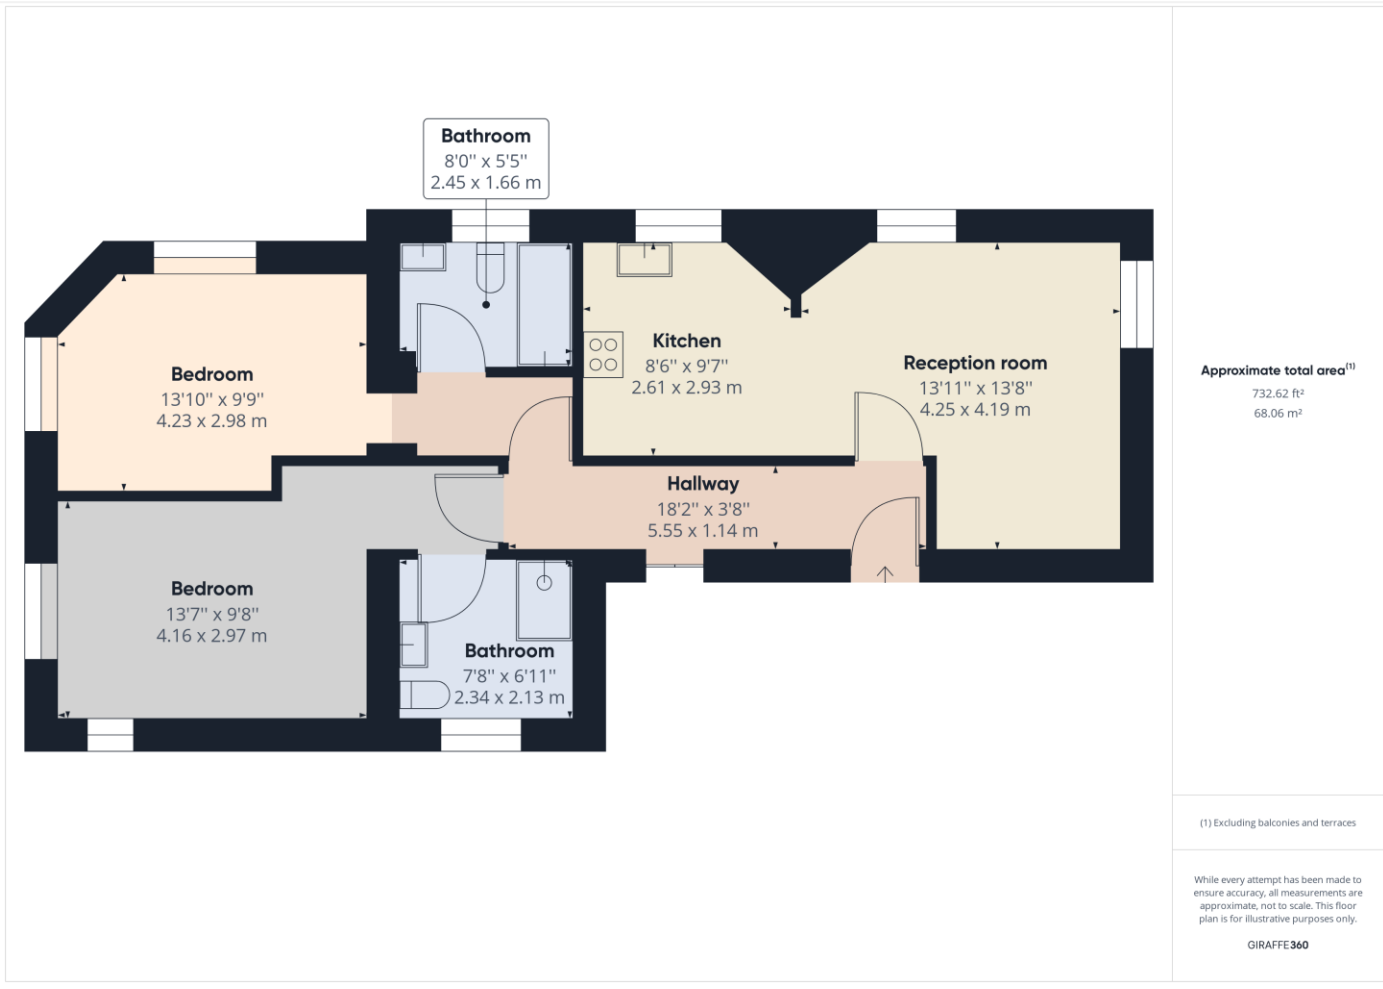 Bathroom
8'0'' x 5'5''
2.45 x 1.66 m
Bedroom
13'10'' x 9'9''
4.23 x 2.98 m
Kitchen
8'6'' x 9'7''
2.61 x 2.93 m
Reception room
13'11'' x 13'8''
4.25 x 4.19 m
Hallway
18'2'' x 3'8''
5.55 x 1.14 m
Bedroom
13'7'' x 9'8''
4.16 x 2.97 m
Bathroom
7'8'' x 6'11''
2.34 x 2.13 m
Approximate total area(1)
732.62 ft²
68.06 m²
(1) Excluding balconies and terraces
While every attempt has been made to
ensure accuracy, all measurements are
approximate, not to scale. This floor
plan is for illustrative purposes only.
GIRAFFE360